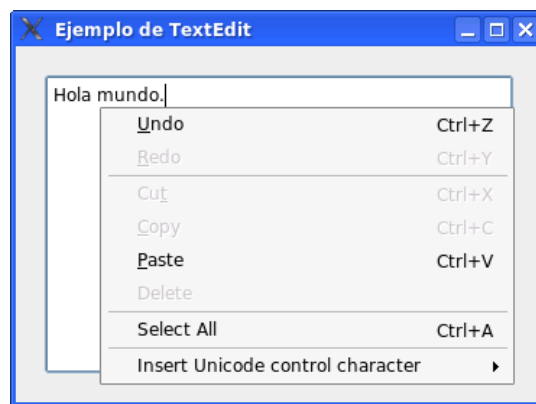 Ejemplo de TextEdit
Hola mundo.
Undo Ctrl+Z
Redo Ctrl+Y
Cut Ctrl+X
Copy Ctrl+C
Paste Ctrl+V
Delete
Select All Ctrl+A
Insert Unicode control character